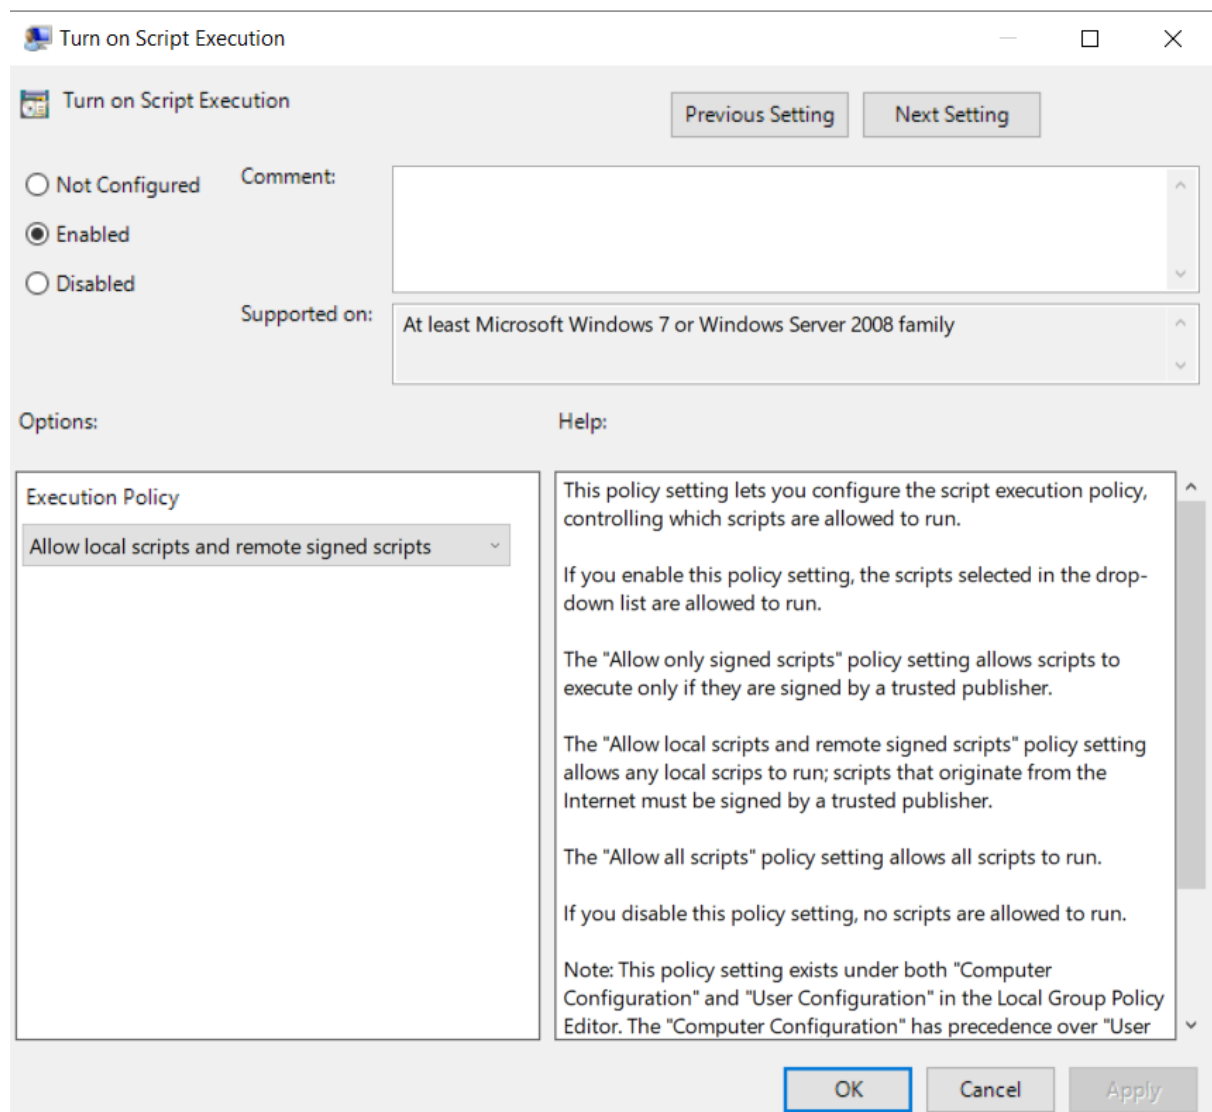 Turn on Script Execution
Turn on Script Execution
Previous Setting
Next Setting
Not Configured
Comment:
Enabled
Disabled
Supported on:
At least Microsoft Windows 7 or Windows Server 2008 family
Options:
Help:
Execution Policy
Allow local scripts and remote signed scripts
This policy setting lets you configure the script execution policy,
controlling which scripts are allowed to run.
If you enable this policy setting, the scripts selected in the drop-
down list are allowed to run.
The "Allow only signed scripts" policy setting allows scripts to
execute only if they are signed by a trusted publisher.
The "Allow local scripts and remote signed scripts" policy setting
allows any local scrips to run; scripts that originate from the
Internet must be signed by a trusted publisher.
The "Allow all scripts" policy setting allows all scripts to run.
If you disable this policy setting, no scripts are allowed to run.
Note: This policy setting exists under both "Computer
Configuration" and "User Configuration" in the Local Group Policy
Editor. The "Computer Configuration" has precedence over "User
OK
Cancel
Apply